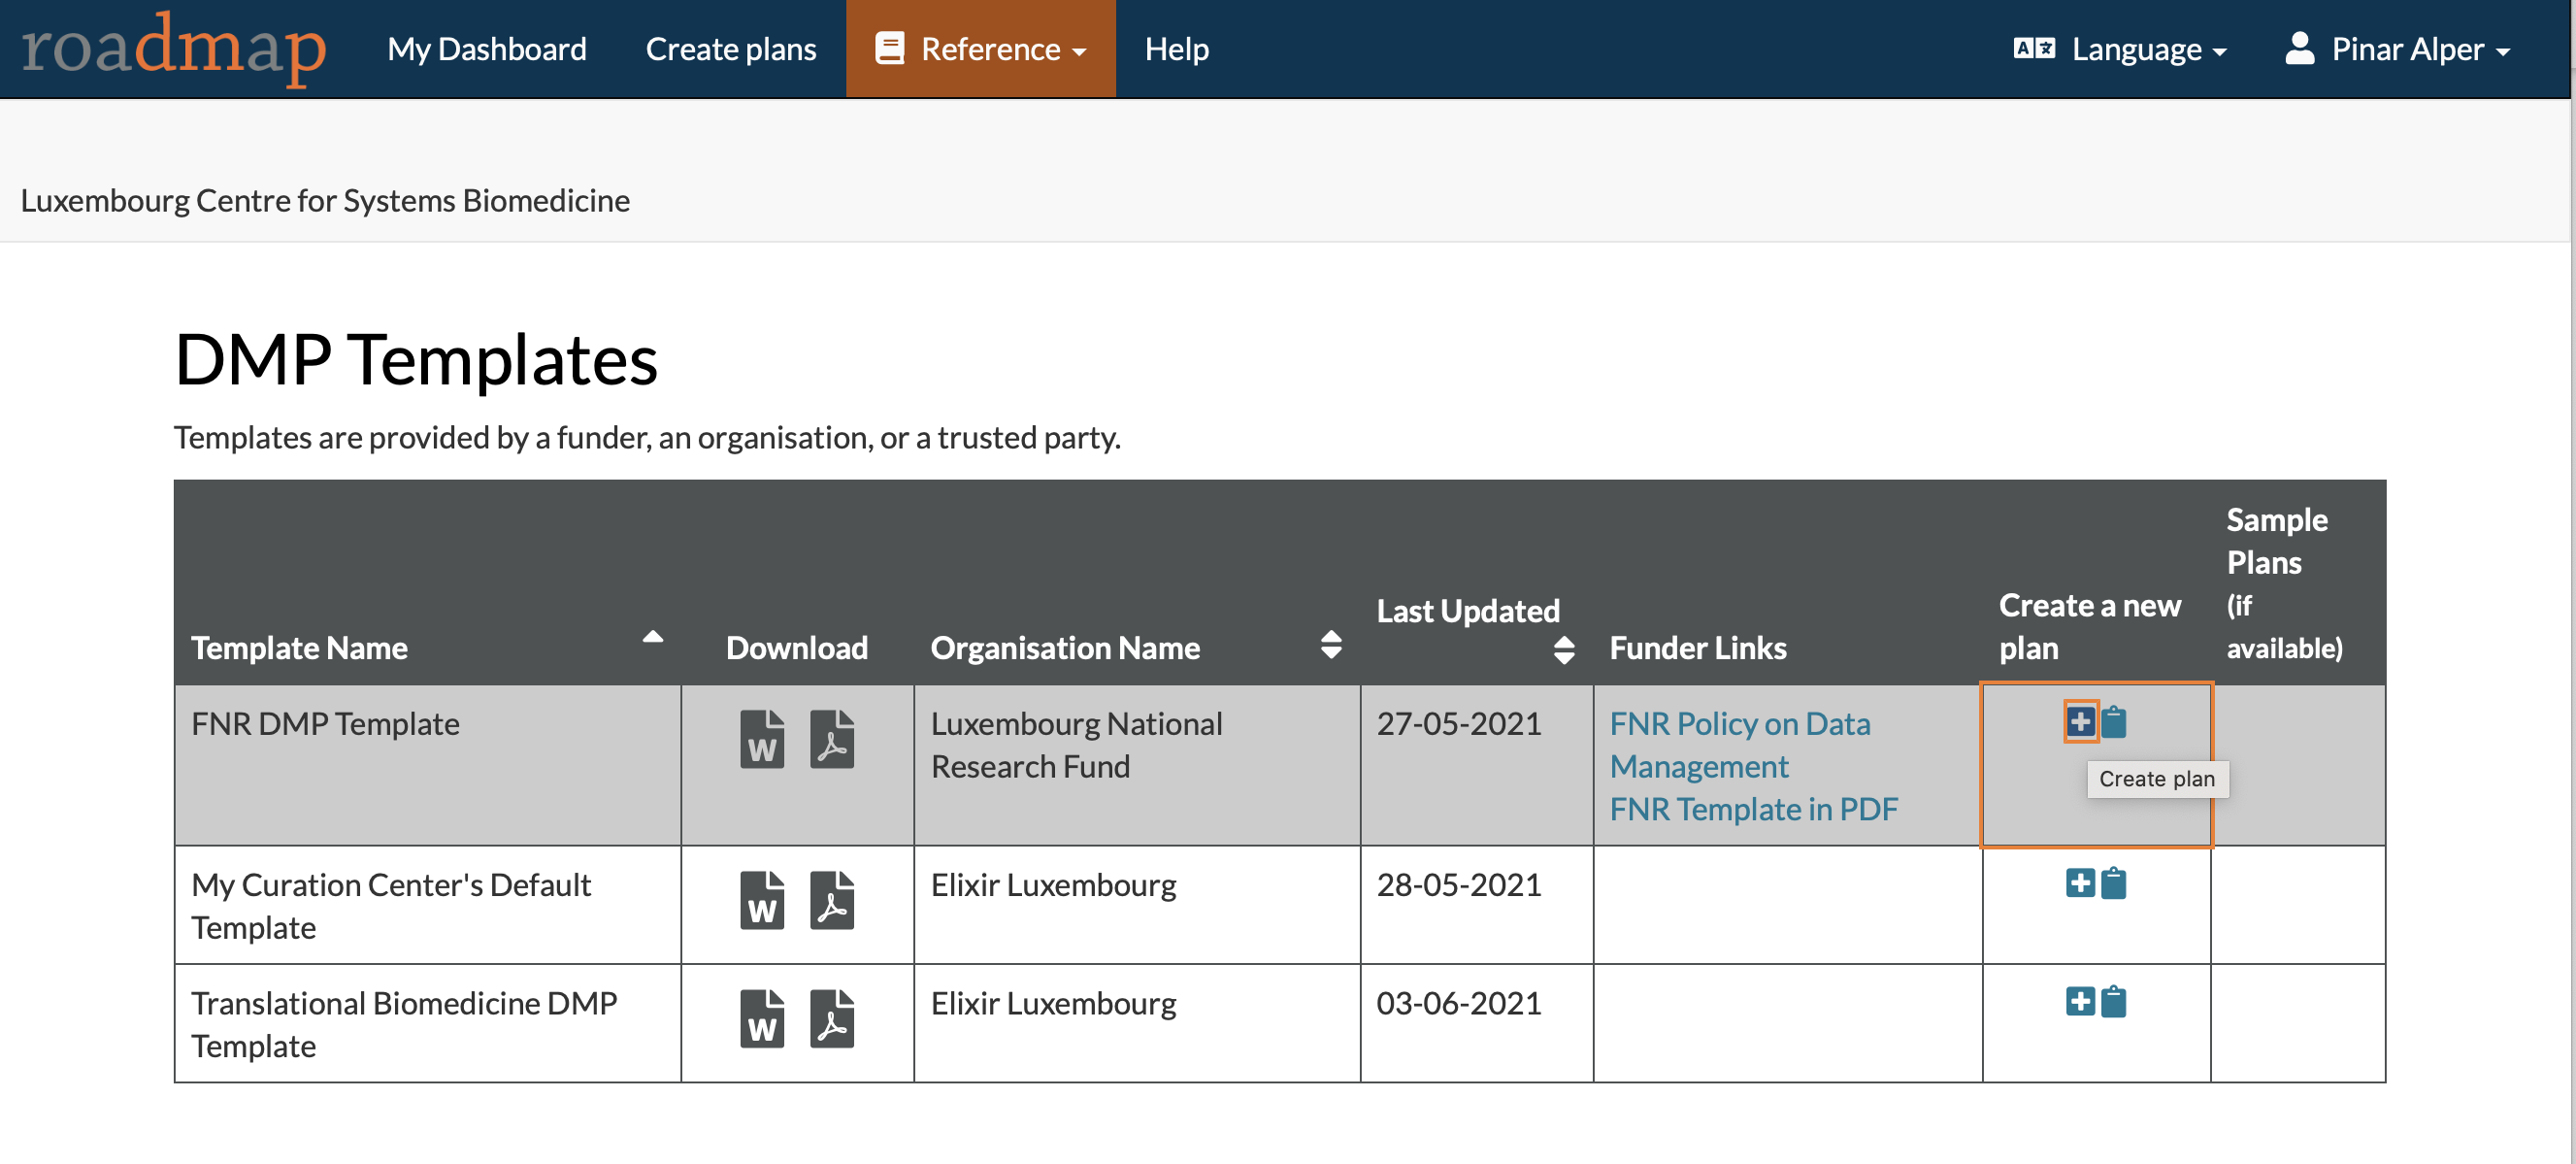 roadmap My Dashboard Create plans Reference Help Language Pinar Alper
Luxembourg Centre for Systems Biomedicine
DMP Templates
Templates are provided by a funder, an organisation, or a trusted party.
Template Name
Download
Organisation Name
Last Updated
Funder Links
Create a new
plan
Sample
Plans
(if
available)
FNR DMP Template
W
Luxembourg National
Research Fund
27-05-2021
FNR Policy on Data
Management
FNR Template in PDF
Create plan
My Curation Center's Default
Template
W
Elixir Luxembourg
28-05-2021
Translational Biomedicine DMP
Template
W
Elixir Luxembourg
03-06-2021